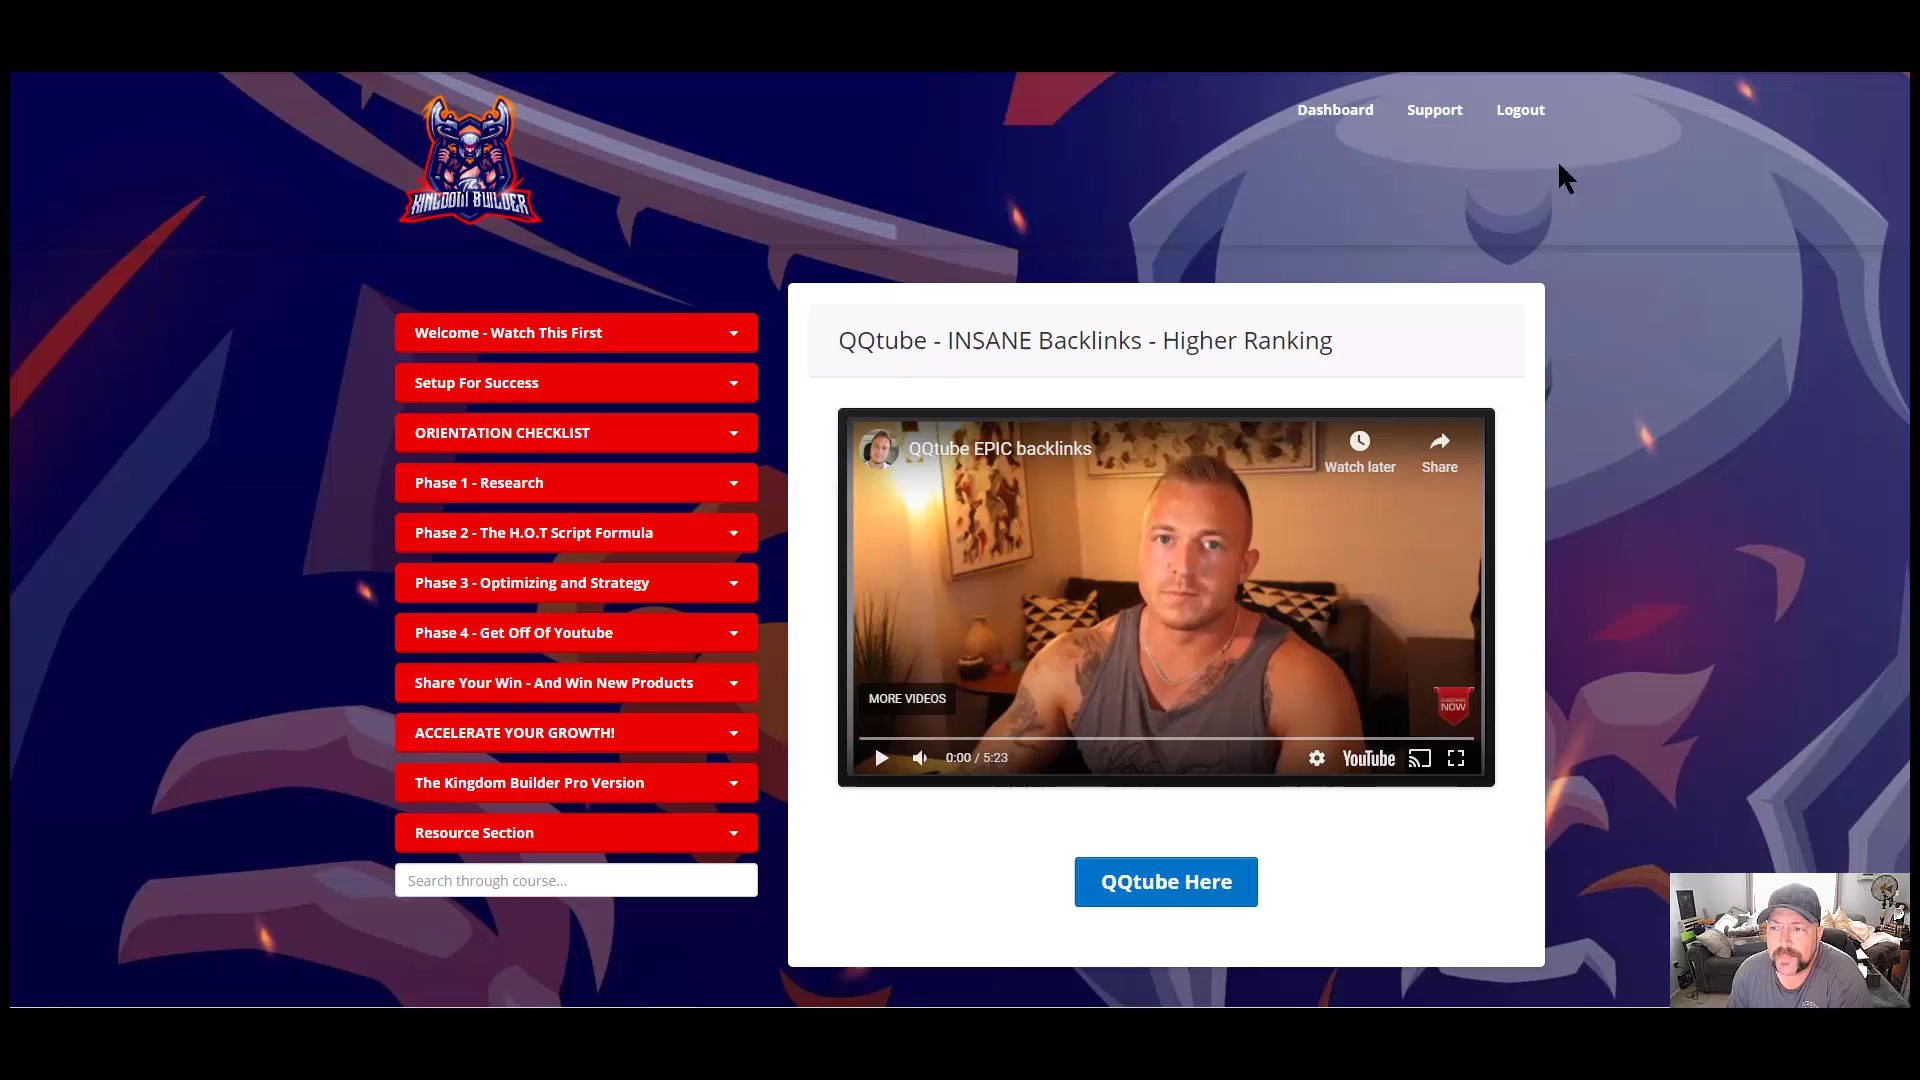 Dashboard
Support
Logout
The
KINGDOM BUILDER
Welcome - Watch This First
Setup For Success
ORIENTATION CHECKLIST
Phase 1 - Research
Phase 2 - The H.O.T Script Formula
Phase 3 - Optimizing and Strategy
Phase 4 - Get Off Of Youtube
Share Your Win - And Win New Products
ACCELERATE YOUR GROWTH!
The Kingdom Builder Pro Version
Resource Section
Search through course...
QQtube - INSANE Backlinks - Higher Ranking
QQtube EPIC backlinks
Watch later
Share
MORE VIDEOS
SUBSCRIBE
NOW
0:00 / 5:23
YouTube
QQtube Here